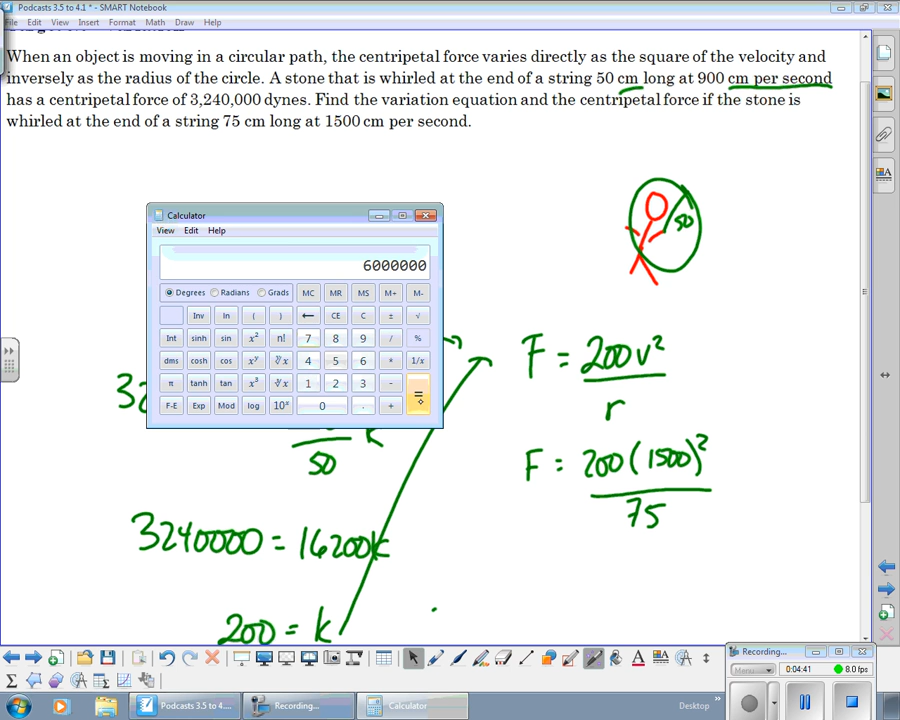 Podcasts 3.5 to 4.1 * - SMART Notebook
File Edit View Insert Format Math Draw Help
When an object is moving in a circular path, the centripetal force varies directly as the square of the velocity and
inversely as the radius of the circle. A stone that is whirled at the end of a string 50 cm long at 900 cm per second
has a centripetal force of 3,240,000 dynes. Find the variation equation and the centripetal force if the stone is
whirled at the end of a string 75 cm long at 1500 cm per second.
50
Calculator
View Edit Help
6000000
Degrees Radians Grads MC MR MS M+ M-
Inv ln ( ) ← CE C ± √
Int sinh sin x² n! 7 8 9 / %
dms cosh cos xʸ ʸ√x 4 5 6 * 1/x
π tanh tan x³ ³√x 1 2 3 - =
F-E Exp Mod log 10ˣ 0 . +
F = 200v²
r
32
k
50
F = 200(1500)²
75
3240000 = 16200k
200 = k
Recording...
Menu 0:04:41 8.0 fps
Podcasts 3.5 to 4.... Recording... Calculator Desktop »